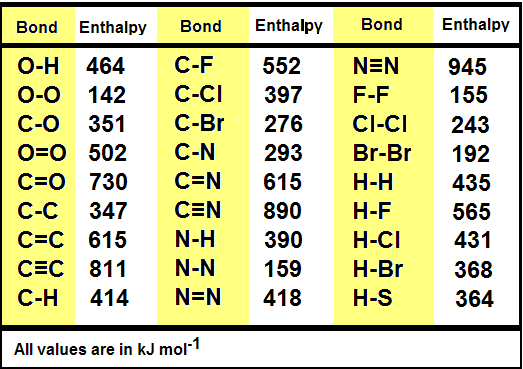 Bond Enthalpy Bond Enthalpy Bond Enthalpy
O-H 464 C-F 552 N≡N 945
O-O 142 C-Cl 397 F-F 155
C-O 351 C-Br 276 Cl-Cl 243
O=O 502 C-N 293 Br-Br 192
C=O 730 C=N 615 H-H 435
C-C 347 C≡N 890 H-F 565
C=C 615 N-H 390 H-Cl 431
C≡C 811 N-N 159 H-Br 368
C-H 414 N=N 418 H-S 364
All values are in kJ mol⁻¹